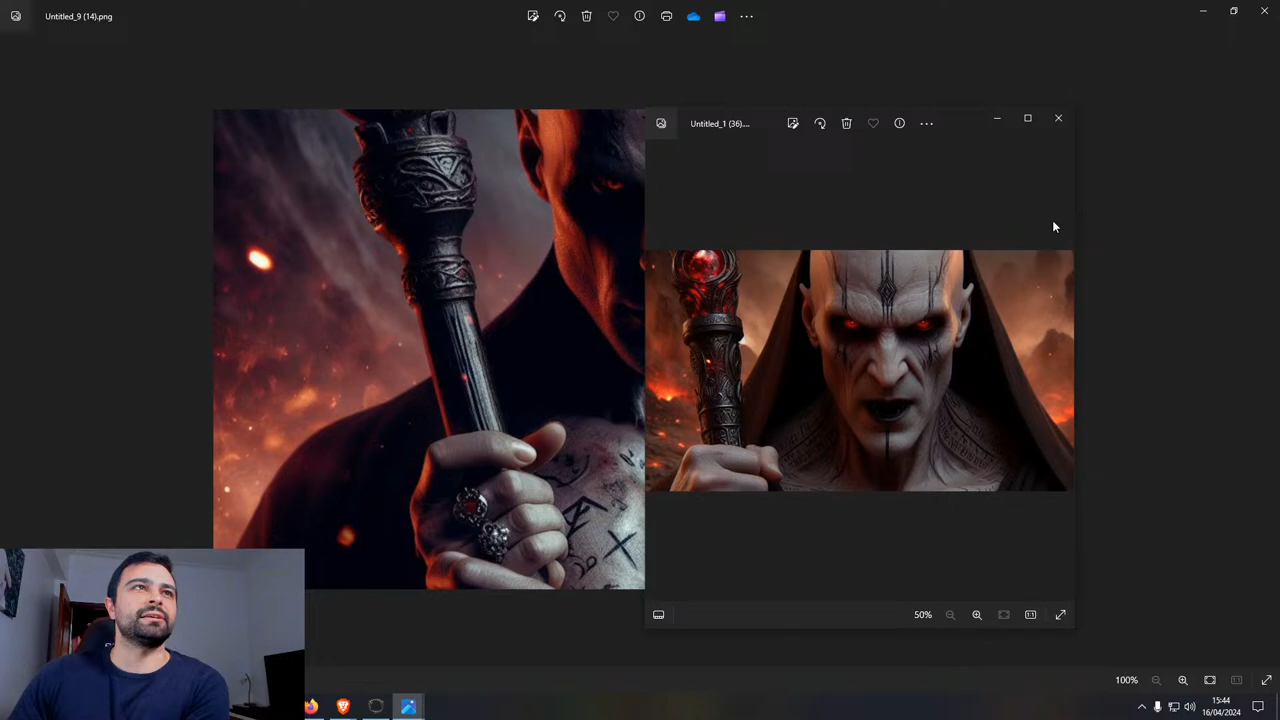 Untitled_9 (14).png
Untitled_1 (36)....
50%
100%
15:44
16/04/2024